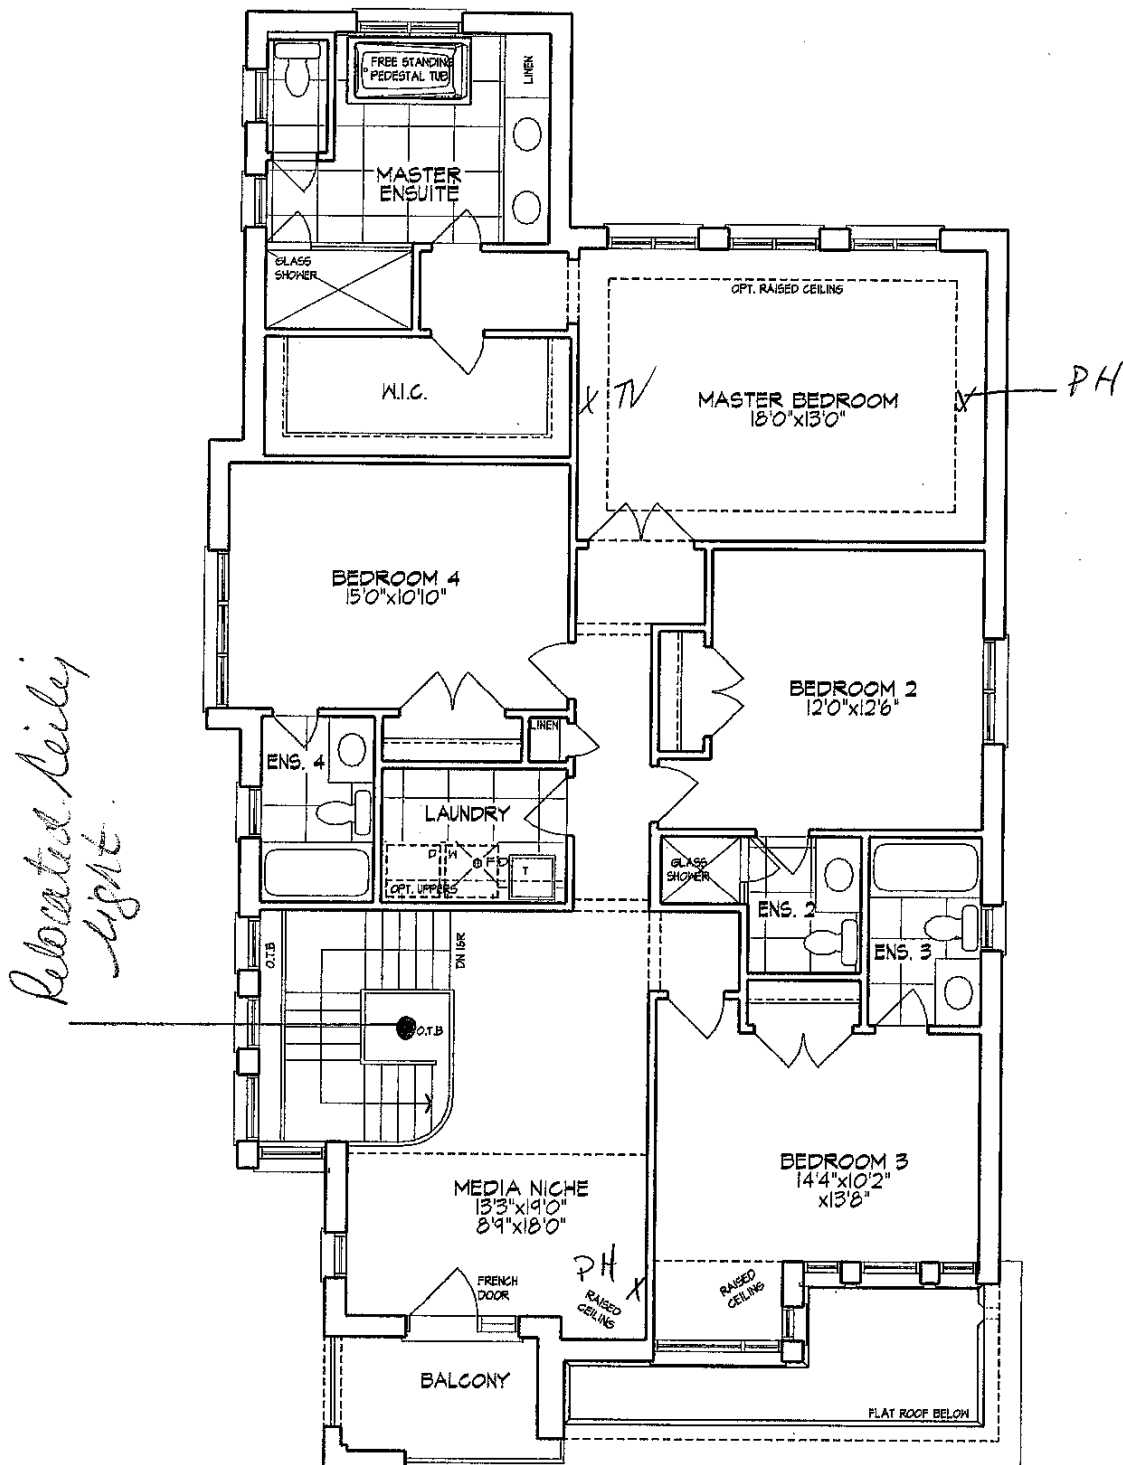 FREE STANDING
PEDESTAL TUB
LINEN
MASTER
ENSUITE
GLASS
SHOWER
OPT. RAISED CEILING
W.I.C.
X TV
MASTER BEDROOM
18'0"x13'0"
X
PH
BEDROOM 4
15'0"x10'10"
BEDROOM 2
12'0"x12'6"
LINEN
ENS. 4
LAUNDRY
D
W
FD
T
OPT. UPPERS
GLASS
SHOWER
ENS. 2
ENS. 3
Relocated Ceiling
light.
O.T.B
DN 16R
O.T.B
BEDROOM 3
14'4"x10'2"
x13'8"
MEDIA NICHE
13'3"x19'0"
8'9"x18'0"
PH
X
FRENCH
DOOR
RAISED
CEILING
RAISED
CEILING
BALCONY
FLAT ROOF BELOW